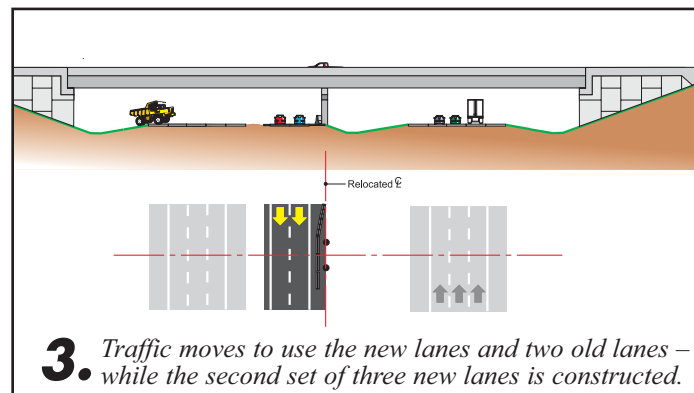 Relocated ℄
3. Traffic moves to use the new lanes and two old lanes –
while the second set of three new lanes is constructed.